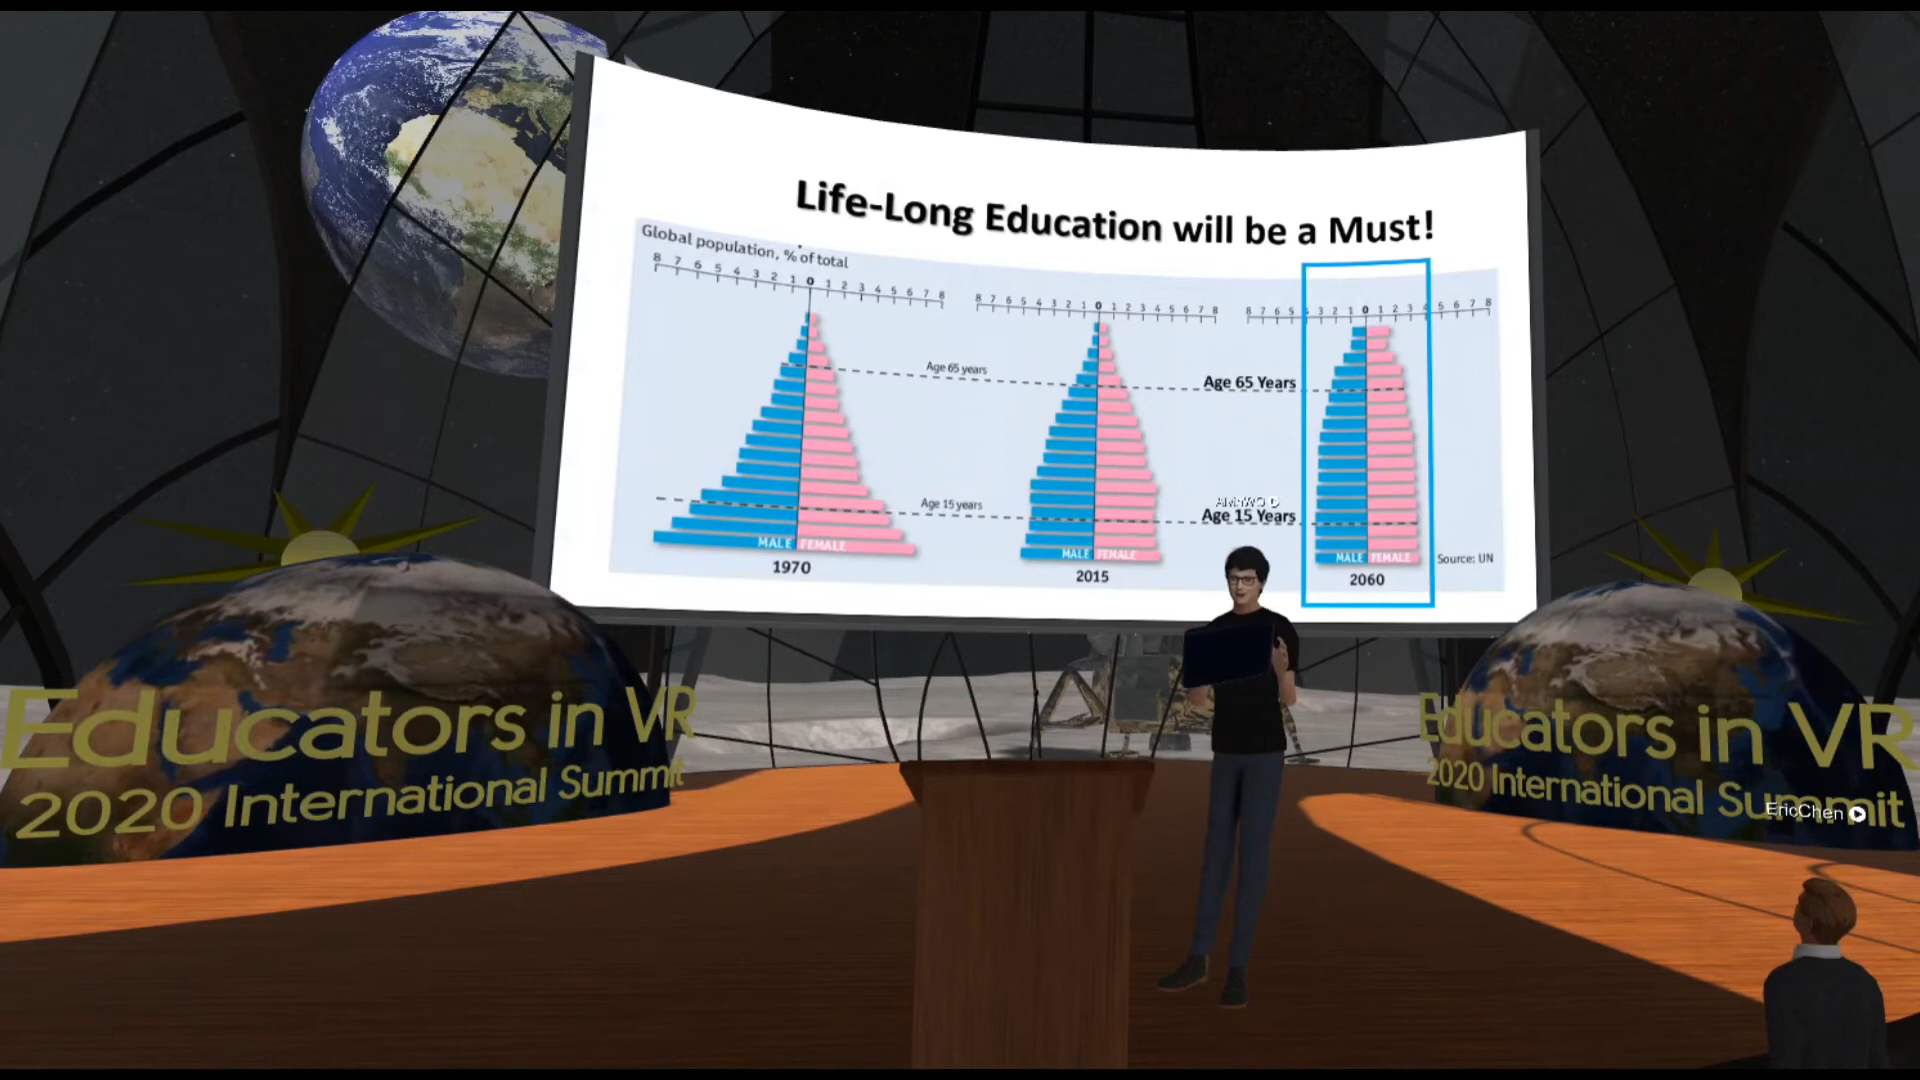 Life-Long Education will be a Must!
Global population, % of total
8 7 6 5 4 3 2 1 0 1 2 3 4 5 6 7 8
8 7 6 5 4 3 2 1 0 1 2 3 4 5 6 7 8
8 7 6 5 4 3 2 1 0 1 2 3 4 5 6 7 8
Age 65 years
Age 65 Years
Age 15 years
Age 15 Years
MALE FEMALE
MALE FEMALE
MALE FEMALE
Source: UN
1970
2015
2060
Educators in VR
2020 International Summit
Educators in VR
2020 International Summit
EricChen